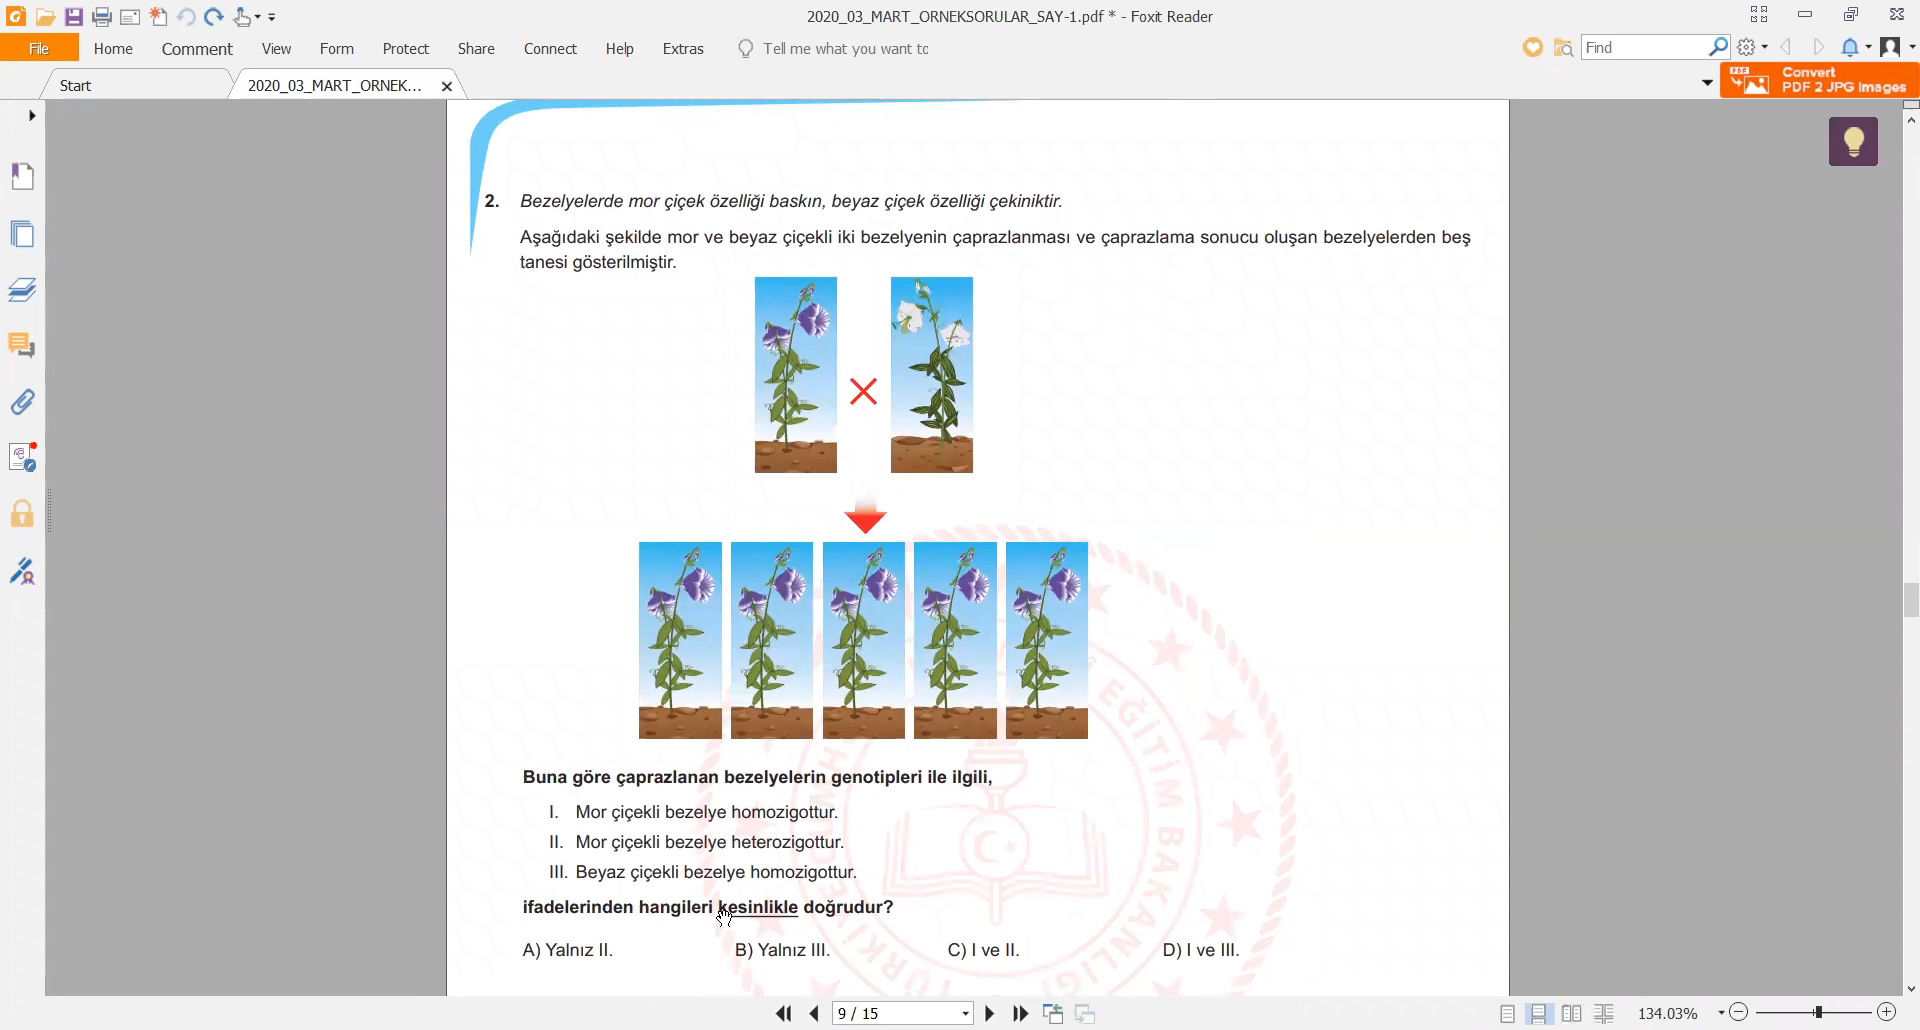 2020_03_MART_ORNEKSORULAR_SAY-1.pdf * - Foxit Reader
File Home Comment View Form Protect Share Connect Help Extras Tell me what you want to Find
Start 2020_03_MART_ORNEK...
PDF Convert
PDF 2 JPG Images
2. Bezelyelerde mor çiçek özelliği baskın, beyaz çiçek özelliği çekiniktir.
Aşağıdaki şekilde mor ve beyaz çiçekli iki bezelyenin çaprazlanması ve çaprazlama sonucu oluşan bezelyelerden beş
tanesi gösterilmiştir.
Buna göre çaprazlanan bezelyelerin genotipleri ile ilgili,
I. Mor çiçekli bezelye homozigottur.
II. Mor çiçekli bezelye heterozigottur.
III. Beyaz çiçekli bezelye homozigottur.
ifadelerinden hangileri kesinlikle doğrudur?
A) Yalnız II. B) Yalnız III. C) I ve II. D) I ve III.
9 / 15 134.03%